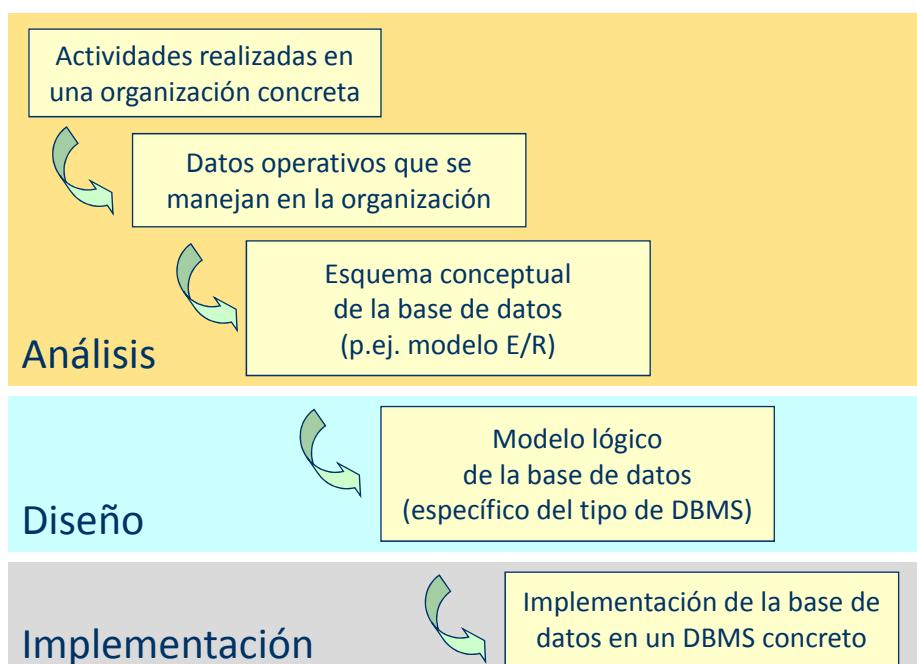 Actividades realizadas en
una organización concreta
Datos operativos que se
manejan en la organización
Esquema conceptual
de la base de datos
(p.ej. modelo E/R)
Análisis
Modelo lógico
de la base de datos
(específico del tipo de DBMS)
Diseño
Implementación de la base de
datos en un DBMS concreto
Implementación